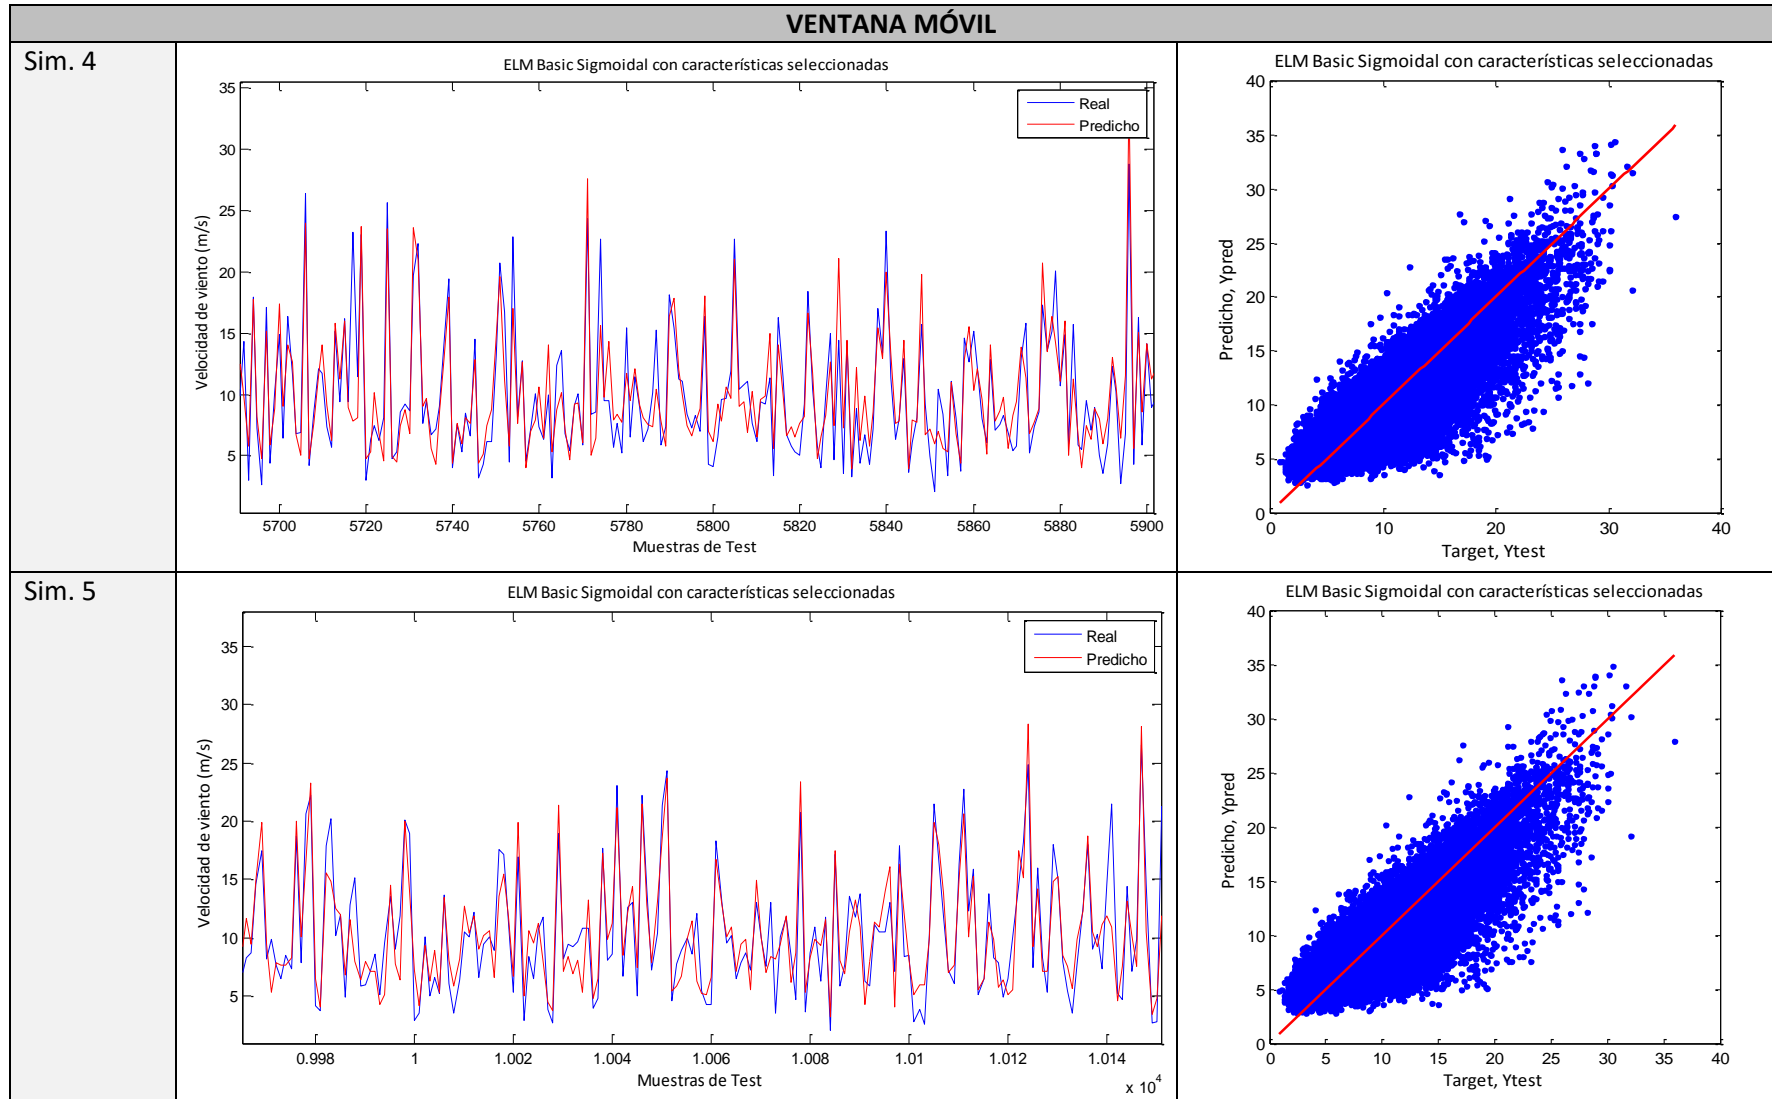 VENTANA MÓVIL
Sim. 4
ELM Basic Sigmoidal con características seleccionadas
35
30
25
20
15
10
5
Velocidad de viento (m/s)
Real
Predicho
5700 5720 5740 5760 5780 5800 5820 5840 5860 5880 5900
Muestras de Test
ELM Basic Sigmoidal con características seleccionadas
40
35
30
25
20
15
10
5
0
Predicho, Ypred
0 10 20 30 40
Target, Ytest
Sim. 5
ELM Basic Sigmoidal con características seleccionadas
35
30
25
20
15
10
5
Velocidad de viento (m/s)
Real
Predicho
0.998 1 1.002 1.004 1.006 1.008 1.01 1.012 1.014
x 10^4
Muestras de Test
ELM Basic Sigmoidal con características seleccionadas
40
35
30
25
20
15
10
5
0
Predicho, Ypred
0 5 10 15 20 25 30 35 40
Target, Ytest